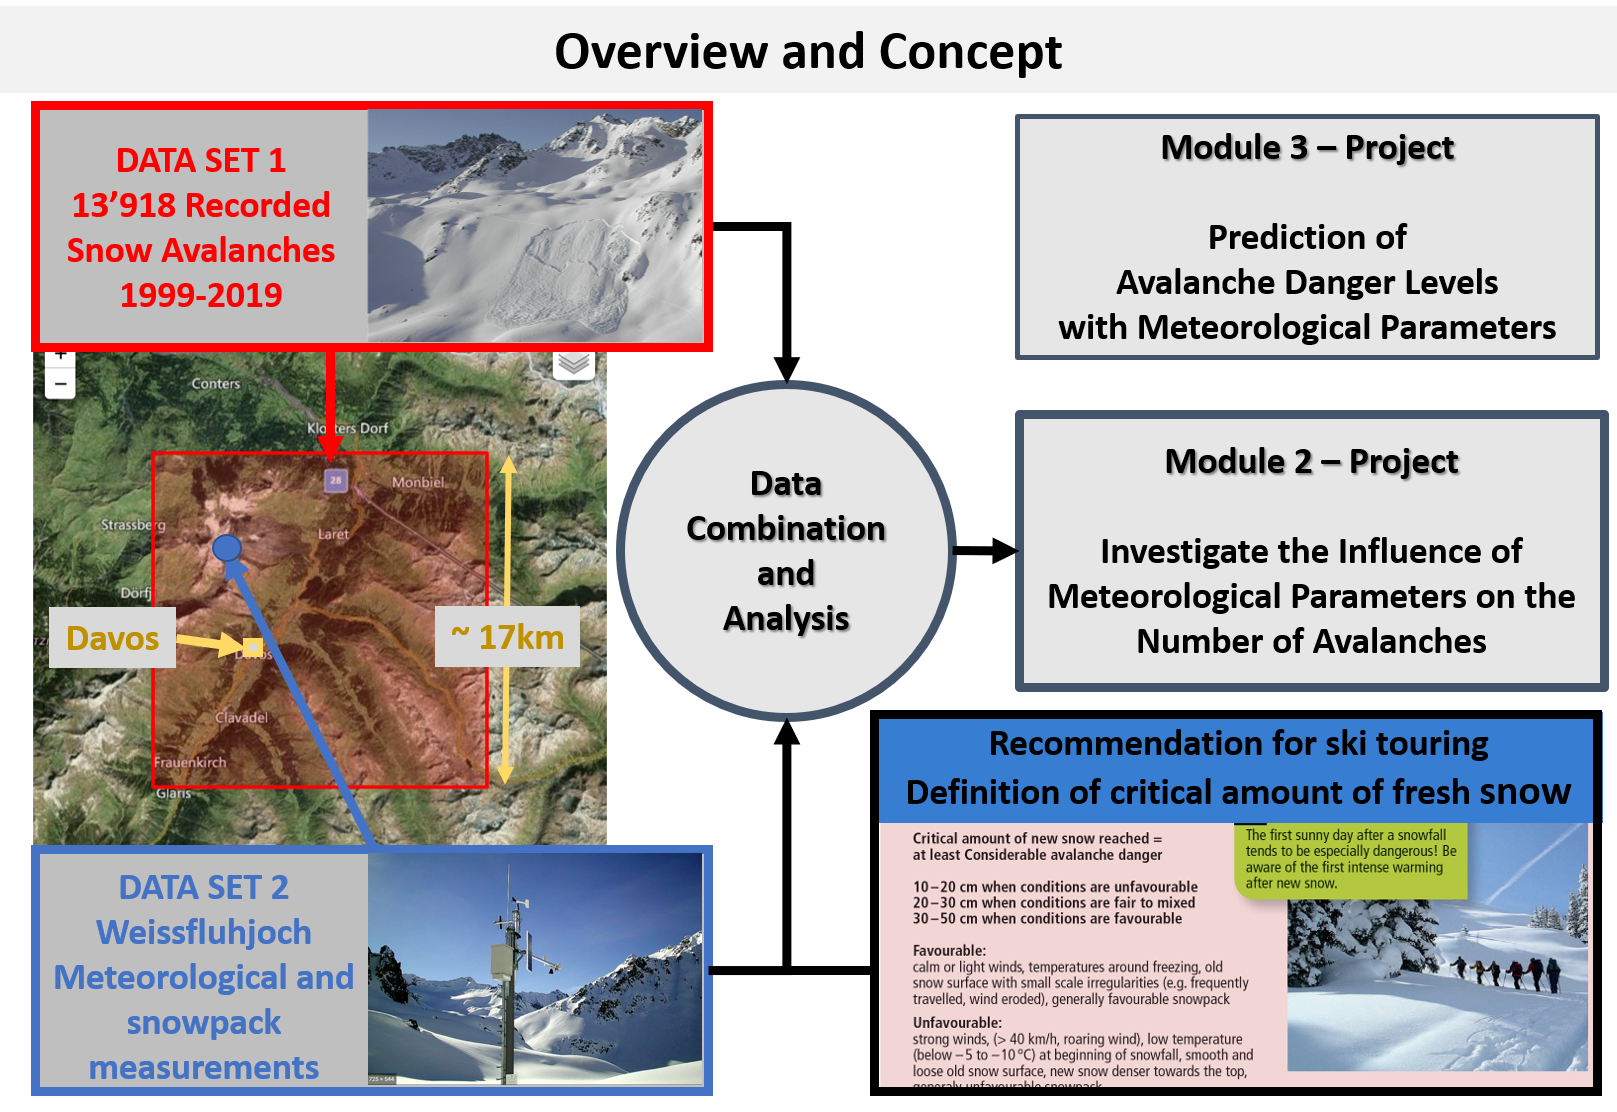 Overview and Concept
DATA SET 1
13’918 Recorded
Snow Avalanches
1999-2019
Module 3 – Project
Prediction of
Avalanche Danger Levels
with Meteorological Parameters
+
−
Conters
Klosters Dorf
28
Monbiel
Strassberg
Laret
Dörfj
Davos
~ 17km
Davos
Clavadel
Frauenkirch
Glaris
Data
Combination
and
Analysis
Module 2 – Project
Investigate the Influence of
Meteorological Parameters on the
Number of Avalanches
DATA SET 2
Weissfluhjoch
Meteorological and
snowpack
measurements
725 × 544
Recommendation for ski touring
Definition of critical amount of fresh snow
Critical amount of new snow reached =
at least Considerable avalanche danger
10–20 cm when conditions are unfavourable
20–30 cm when conditions are fair to mixed
30–50 cm when conditions are favourable
Favourable:
calm or light winds, temperatures around freezing, old
snow surface with small scale irregularities (e.g. frequently
travelled, wind eroded), generally favourable snowpack
Unfavourable:
strong winds, (> 40 km/h, roaring wind), low temperature
(below –5 to –10 °C) at beginning of snowfall, smooth and
loose old snow surface, new snow denser towards the top,
generaly unfavourable snowpack
The first sunny day after a snowfall
tends to be especially dangerous! Be
aware of the first intense warming
after new snow.